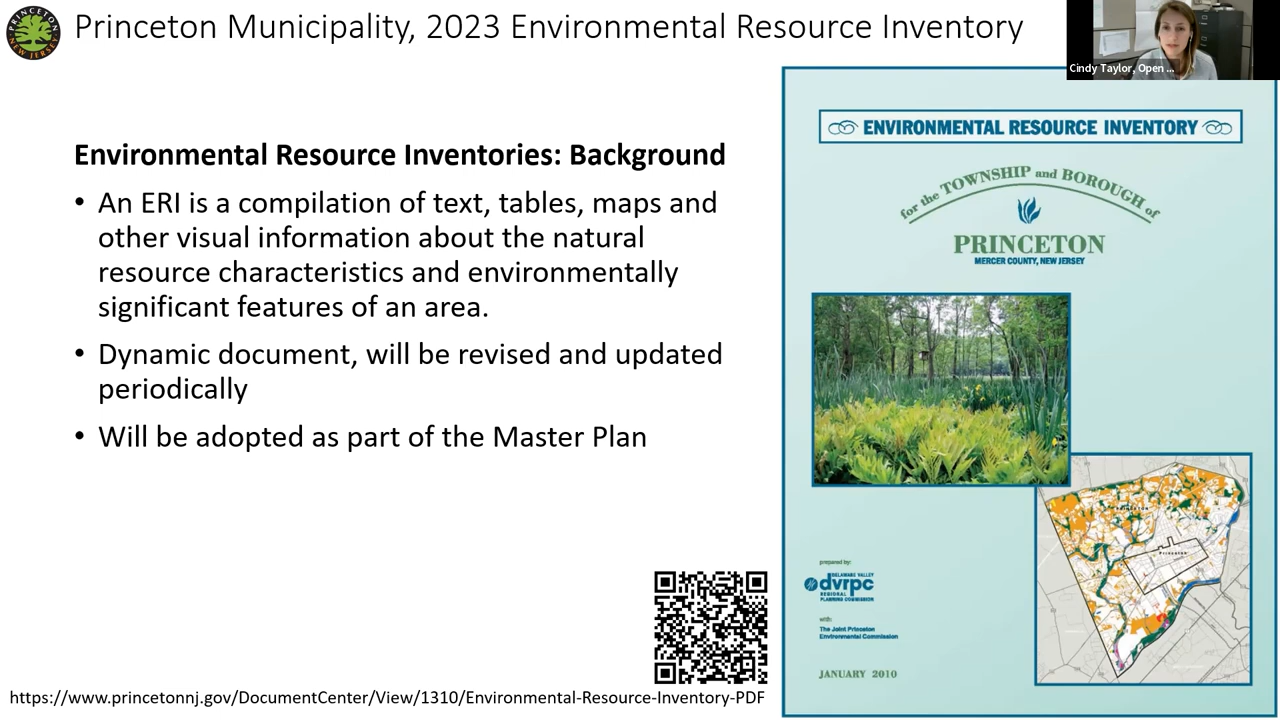 Princeton Municipality, 2023 Environmental Resource Inventory
Cindy Taylor, Open ...
Environmental Resource Inventories: Background
• An ERI is a compilation of text, tables, maps and
other visual information about the natural
resource characteristics and environmentally
significant features of an area.
• Dynamic document, will be revised and updated
periodically
• Will be adopted as part of the Master Plan
https://www.princetonnj.gov/DocumentCenter/View/1310/Environmental-Resource-Inventory-PDF
PRINCETON
NEW JERSEY
ENVIRONMENTAL RESOURCE INVENTORY
for the TOWNSHIP and BOROUGH of
PRINCETON
MERCER COUNTY, NEW JERSEY
prepared by:
DELAWARE VALLEY
dvrpc
REGIONAL
PLANNING COMMISSION
with:
The Joint Princeton
Environmental Commission
JANUARY 2010
Princeton